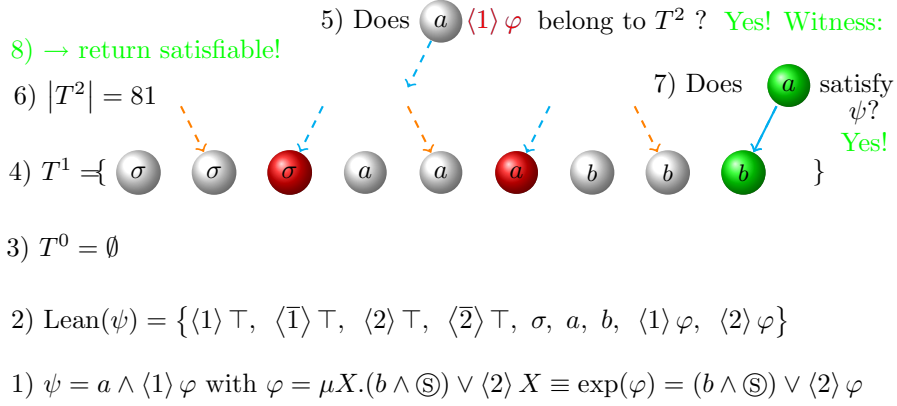 5) Does a ⟨1⟩ φ belong to T² ? Yes! Witness:
8) → return satisfiable!
6) |T²| = 81
7) Does a satisfy ψ?
Yes!
4) T¹ = { σ σ σ a a a b b b }
3) T⁰ = ∅
2) Lean(ψ) = {⟨1⟩ ⊤, ⟨1̅⟩ ⊤, ⟨2⟩ ⊤, ⟨2̅⟩ ⊤, σ, a, b, ⟨1⟩ φ, ⟨2⟩ φ}
1) ψ = a ∧ ⟨1⟩ φ with φ = μX.(b ∧ Ⓢ) ∨ ⟨2⟩ X ≡ exp(φ) = (b ∧ Ⓢ) ∨ ⟨2⟩ φ